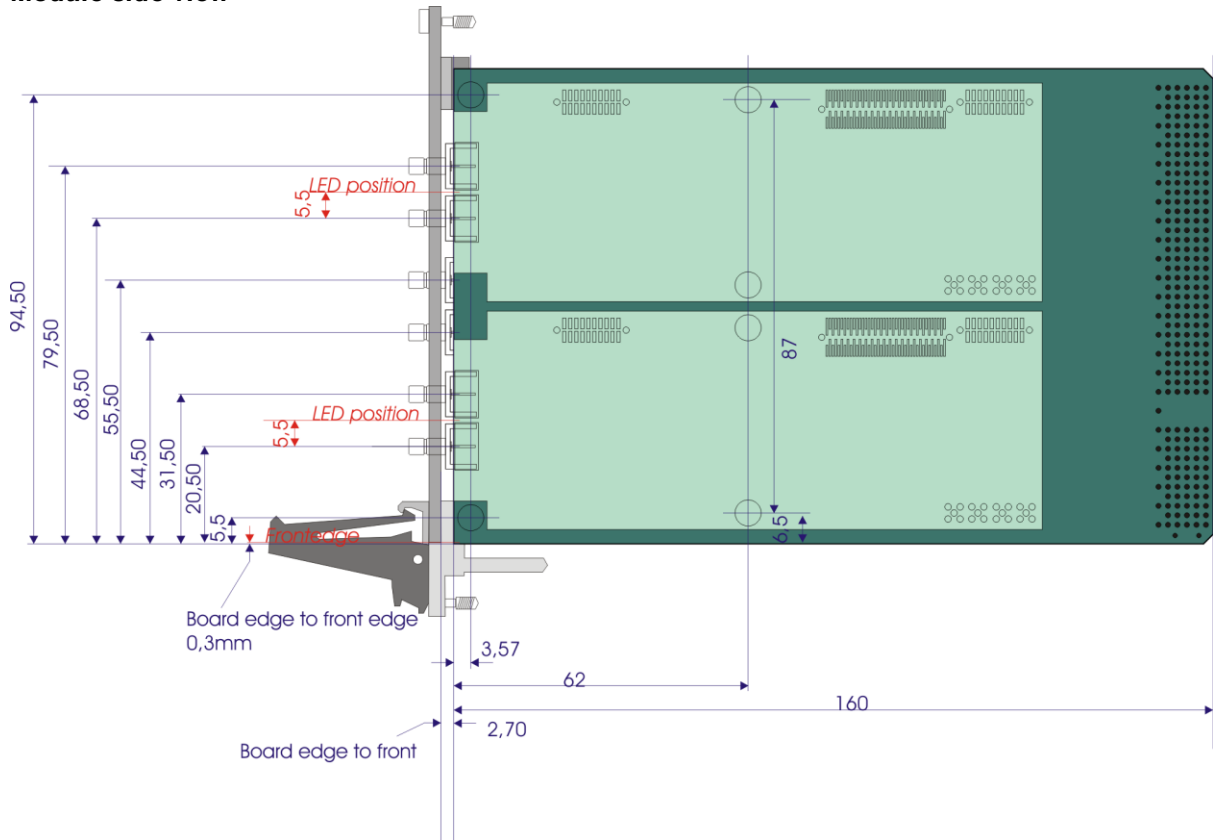 Module side view
LED position
5,5
94,50
79,50
68,50
55,50
44,50
31,50
20,50
5,5
87
LED position
5,5
6,5
Frontedge
Board edge to front edge
0,3mm
3,57
62
160
2,70
Board edge to front